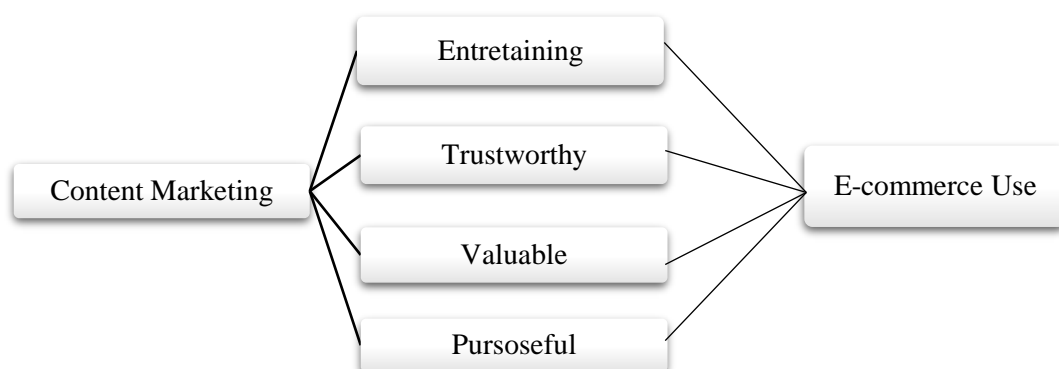 Entretaining
Trustworthy
Content Marketing
E-commerce Use
Valuable
Pursoseful